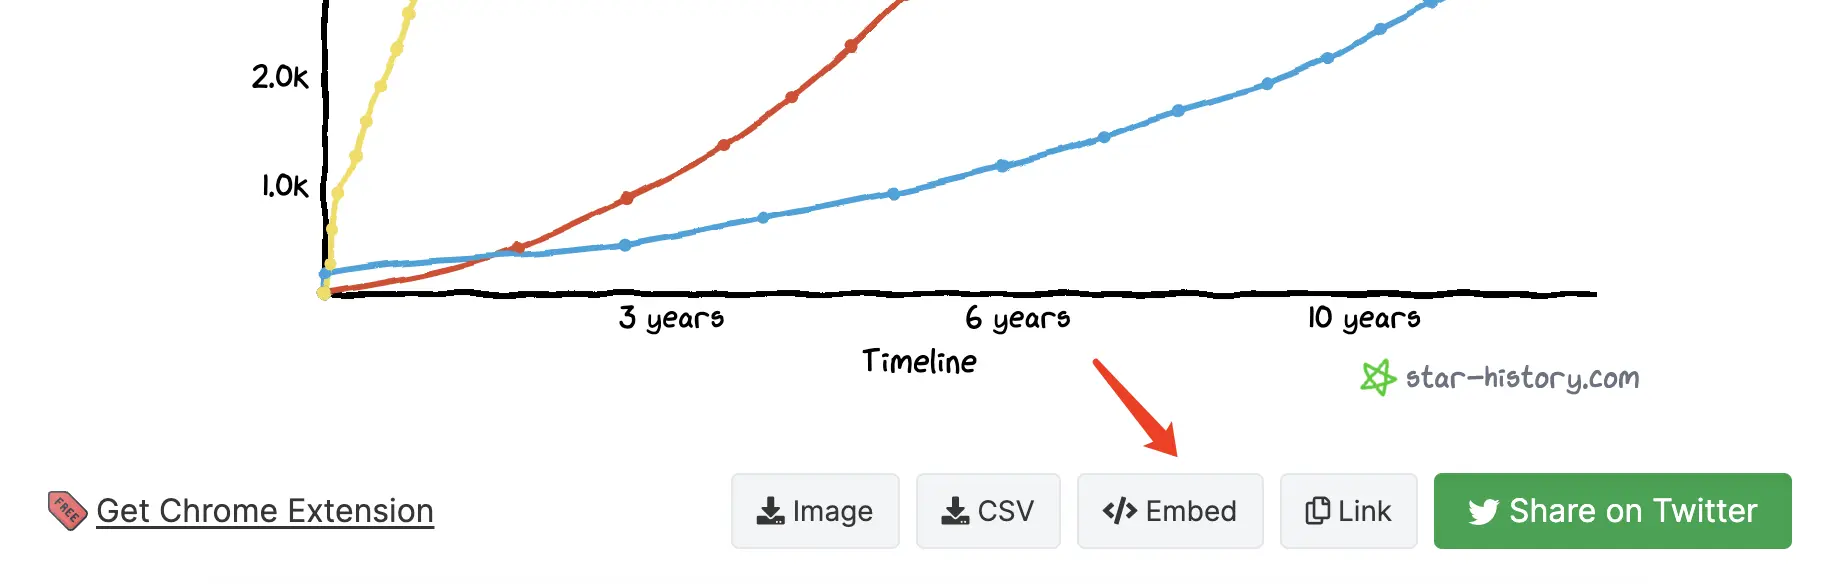 2.0k
1.0k
3 years
6 years
10 years
Timeline
star-history.com
FREE
Get Chrome Extension
Image
CSV
</> Embed
Link
Share on Twitter